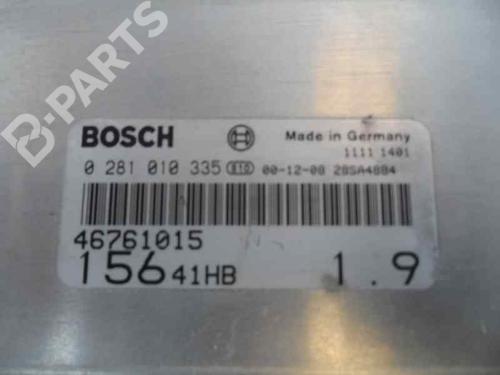 B-PARTS
BOSCH Made in Germany
1111 1401
0 281 010 335 810 00-12-08 28SA4884
46761015
156 41HB 1.9